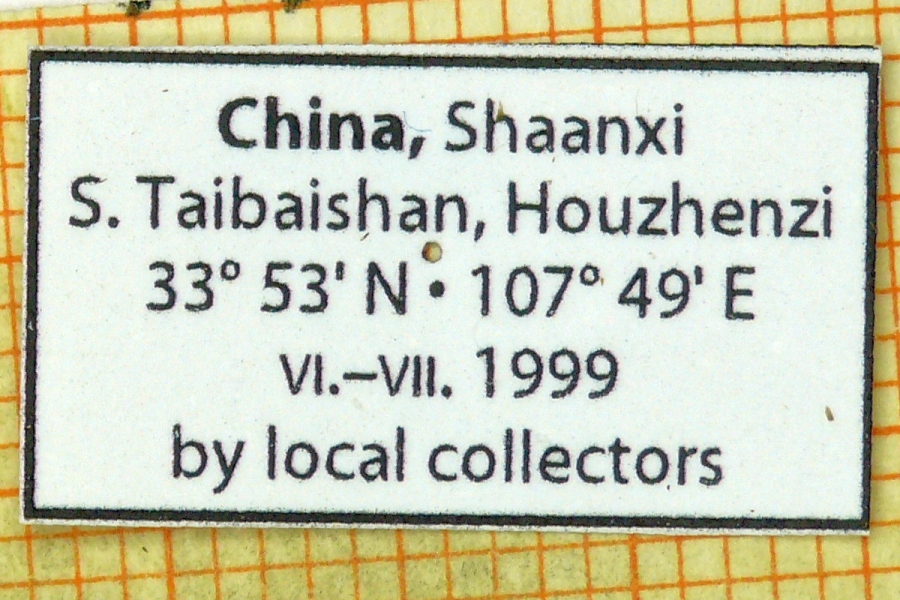 China, Shaanxi
S. Taibaishan, Houzhenzi
33° 53' N • 107° 49' E
VI.–VII. 1999
by local collectors